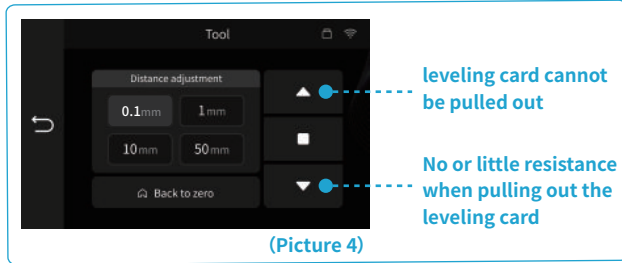 Tool
Distance adjustment
0.1mm 1mm
10mm 50mm
Back to zero
leveling card cannot
be pulled out
No or little resistance
when pulling out the
leveling card
(Picture 4)